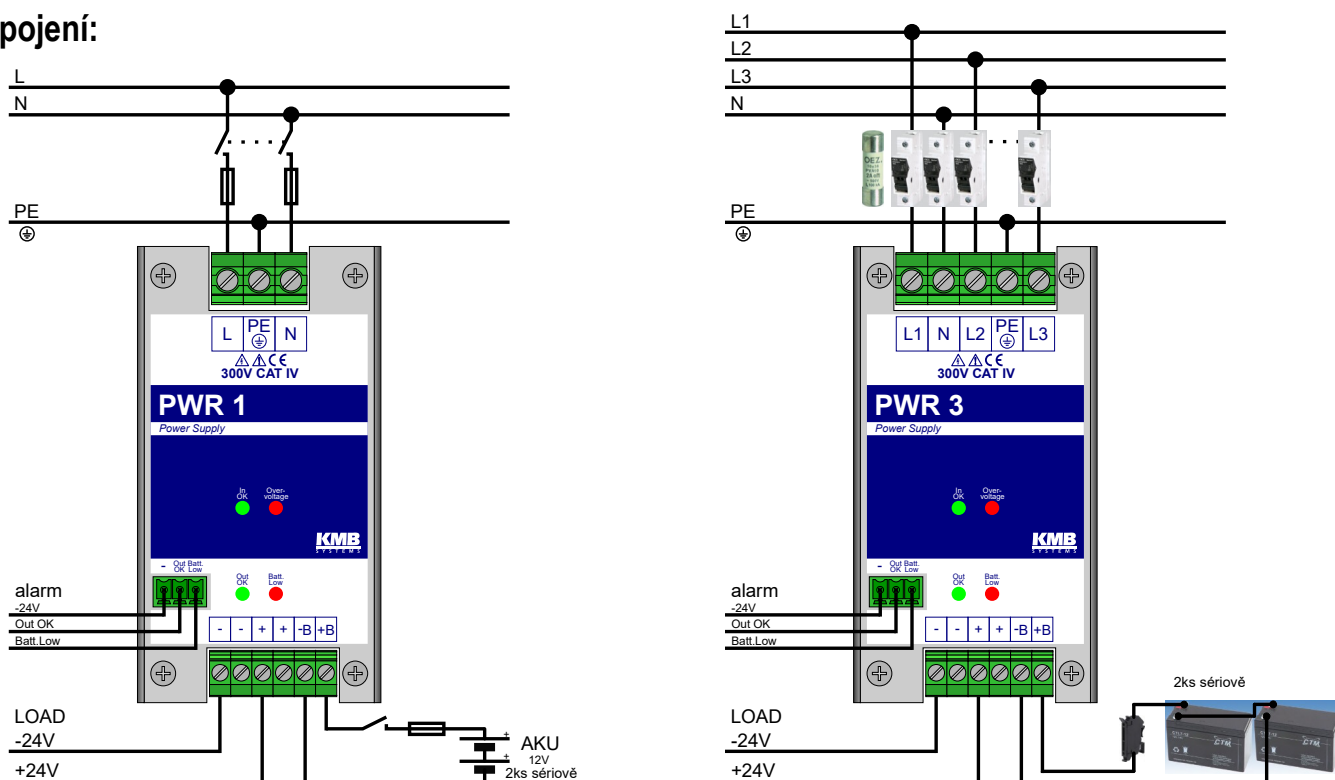 pojení:
L
N
PE
L PE N
300V CAT IV
PWR 1
Power Supply
In OK
Over-voltage
KMB
SYSTEMS
- Out OK Batt. Low
Out OK
Batt. Low
alarm
-24V
Out OK
Batt.Low
- - + + -B +B
LOAD
-24V
+24V
+
AKU
12V
+
2ks sériově
L1
L2
L3
N
OEZ
PE
L1 N L2 PE L3
300V CAT IV
PWR 3
Power Supply
In OK
Over-voltage
KMB
SYSTEMS
- Out OK Batt. Low
Out OK
Batt. Low
alarm
-24V
Out OK
Batt.Low
- - + + -B +B
2ks sériově
CTM
CTM
LOAD
-24V
+24V